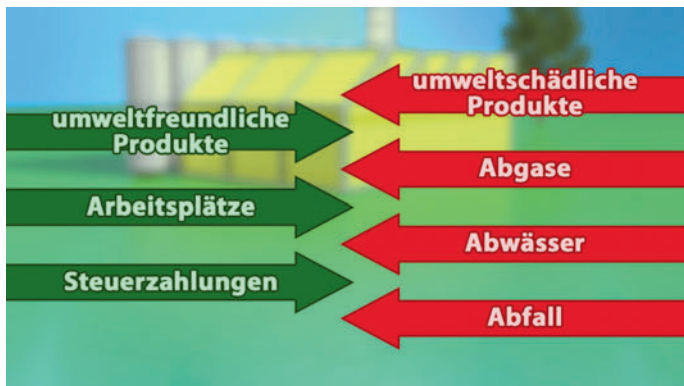 umweltfreundliche
Produkte
Arbeitsplätze
Steuerzahlungen
umweltschädliche
Produkte
Abgase
Abwässer
Abfall